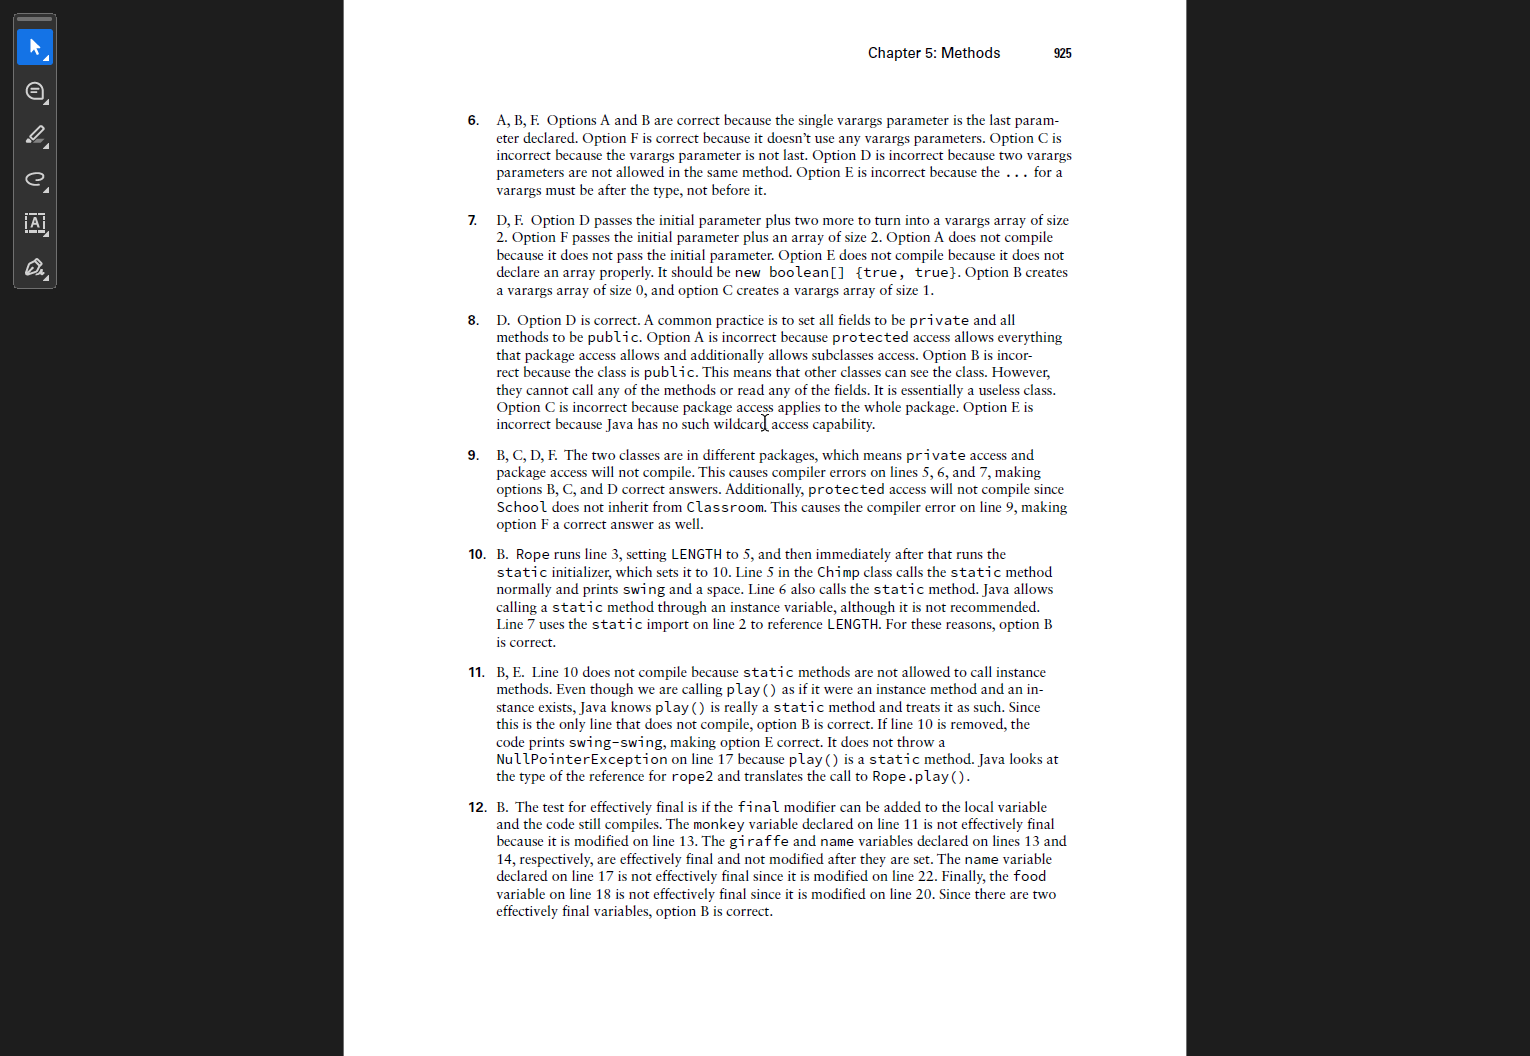 Chapter 5: Methods 925
6. A, B, F. Options A and B are correct because the single varargs parameter is the last param-
eter declared. Option F is correct because it doesn’t use any varargs parameters. Option C is
incorrect because the varargs parameter is not last. Option D is incorrect because two varargs
parameters are not allowed in the same method. Option E is incorrect because the ... for a
varargs must be after the type, not before it.
7. D, F. Option D passes the initial parameter plus two more to turn into a varargs array of size
2. Option F passes the initial parameter plus an array of size 2. Option A does not compile
because it does not pass the initial parameter. Option E does not compile because it does not
declare an array properly. It should be new boolean[] {true, true}. Option B creates
a varargs array of size 0, and option C creates a varargs array of size 1.
8. D. Option D is correct. A common practice is to set all fields to be private and all
methods to be public. Option A is incorrect because protected access allows everything
that package access allows and additionally allows subclasses access. Option B is incor-
rect because the class is public. This means that other classes can see the class. However,
they cannot call any of the methods or read any of the fields. It is essentially a useless class.
Option C is incorrect because package access applies to the whole package. Option E is
incorrect because Java has no such wildcard access capability.
9. B, C, D, F. The two classes are in different packages, which means private access and
package access will not compile. This causes compiler errors on lines 5, 6, and 7, making
options B, C, and D correct answers. Additionally, protected access will not compile since
School does not inherit from Classroom. This causes the compiler error on line 9, making
option F a correct answer as well.
10. B. Rope runs line 3, setting LENGTH to 5, and then immediately after that runs the
static initializer, which sets it to 10. Line 5 in the Chimp class calls the static method
normally and prints swing and a space. Line 6 also calls the static method. Java allows
calling a static method through an instance variable, although it is not recommended.
Line 7 uses the static import on line 2 to reference LENGTH. For these reasons, option B
is correct.
11. B, E. Line 10 does not compile because static methods are not allowed to call instance
methods. Even though we are calling play() as if it were an instance method and an in-
stance exists, Java knows play() is really a static method and treats it as such. Since
this is the only line that does not compile, option B is correct. If line 10 is removed, the
code prints swing-swing, making option E correct. It does not throw a
NullPointerException on line 17 because play() is a static method. Java looks at
the type of the reference for rope2 and translates the call to Rope.play().
12. B. The test for effectively final is if the final modifier can be added to the local variable
and the code still compiles. The monkey variable declared on line 11 is not effectively final
because it is modified on line 13. The giraffe and name variables declared on lines 13 and
14, respectively, are effectively final and not modified after they are set. The name variable
declared on line 17 is not effectively final since it is modified on line 22. Finally, the food
variable on line 18 is not effectively final since it is modified on line 20. Since there are two
effectively final variables, option B is correct.